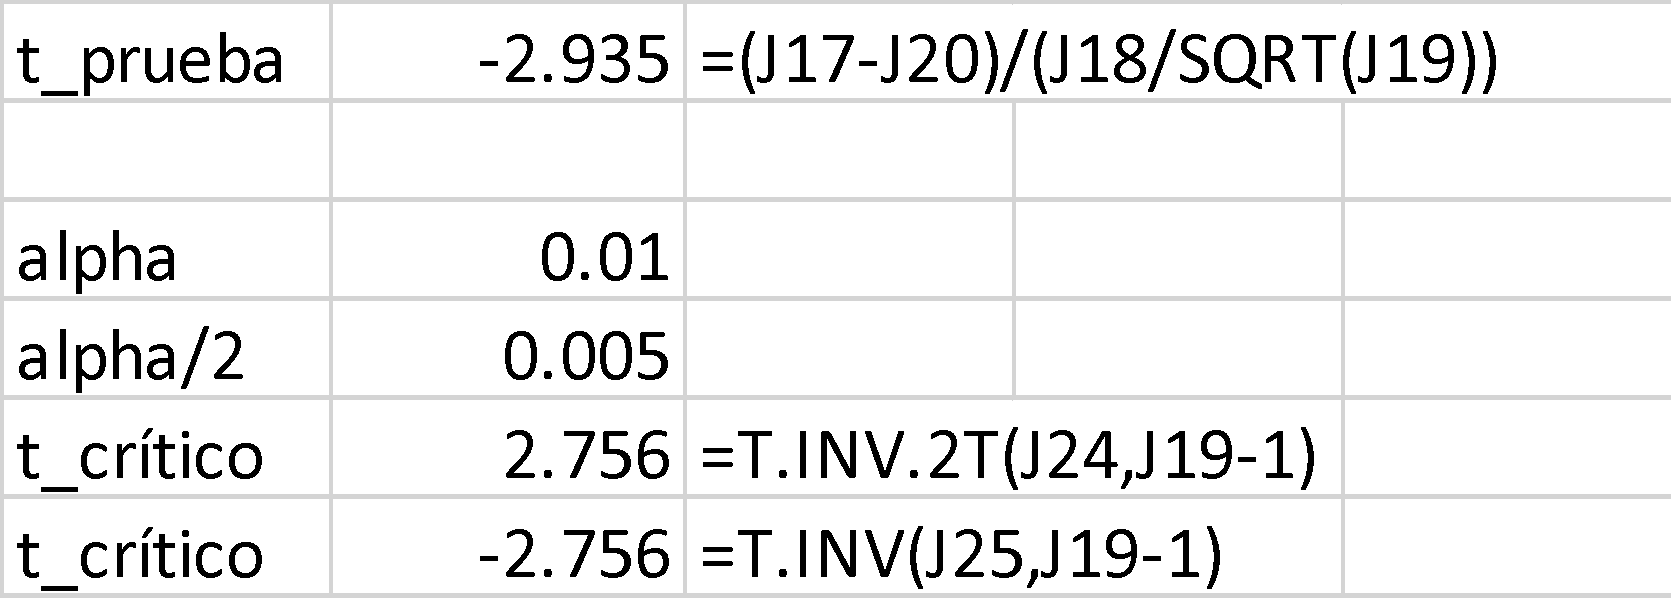 t_prueba -2.935 =(J17-J20)/(J18/SQRT(J19))
alpha 0.01
alpha/2 0.005
t_crítico 2.756 =T.INV.2T(J24,J19-1)
t_crítico -2.756 =T.INV(J25,J19-1)